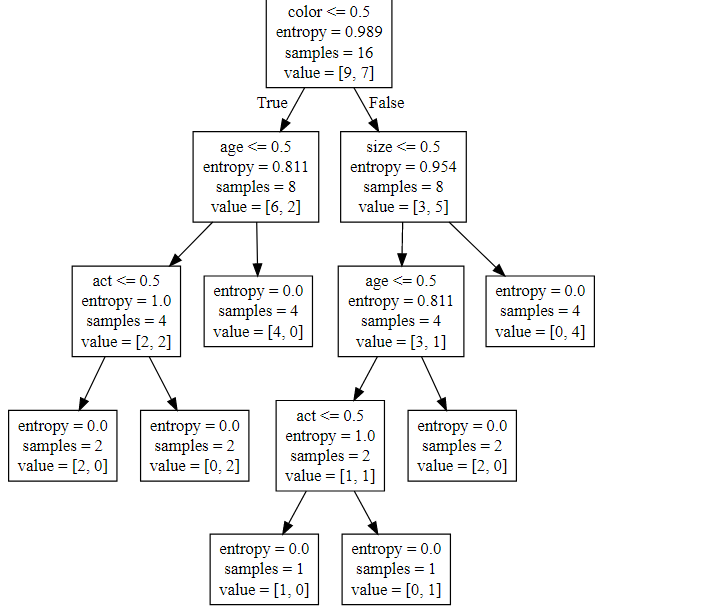 color <= 0.5
entropy = 0.989
samples = 16
value = [9, 7]
True
False
age <= 0.5
entropy = 0.811
samples = 8
value = [6, 2]
size <= 0.5
entropy = 0.954
samples = 8
value = [3, 5]
act <= 0.5
entropy = 1.0
samples = 4
value = [2, 2]
entropy = 0.0
samples = 4
value = [4, 0]
age <= 0.5
entropy = 0.811
samples = 4
value = [3, 1]
entropy = 0.0
samples = 4
value = [0, 4]
entropy = 0.0
samples = 2
value = [2, 0]
entropy = 0.0
samples = 2
value = [0, 2]
act <= 0.5
entropy = 1.0
samples = 2
value = [1, 1]
entropy = 0.0
samples = 2
value = [2, 0]
entropy = 0.0
samples = 1
value = [1, 0]
entropy = 0.0
samples = 1
value = [0, 1]